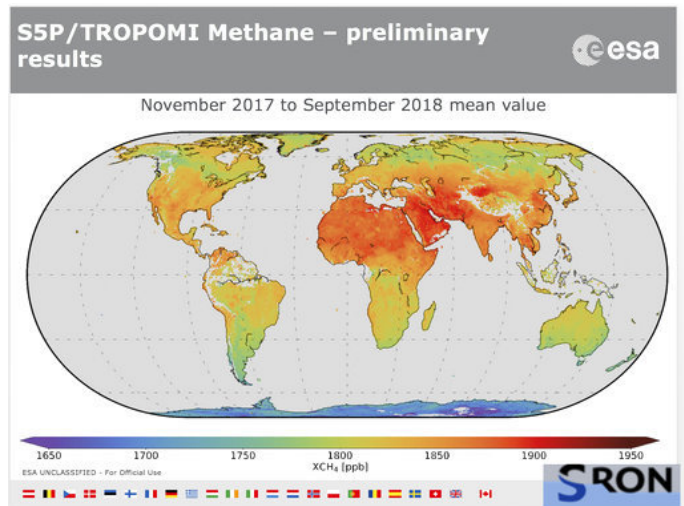 S5P/TROPOMI Methane – preliminary
results
esa
November 2017 to September 2018 mean value
1650 1700 1750 1800 1850 1900 1950
XCH₄ [ppb]
ESA UNCLASSIFIED - For Official Use
SRON